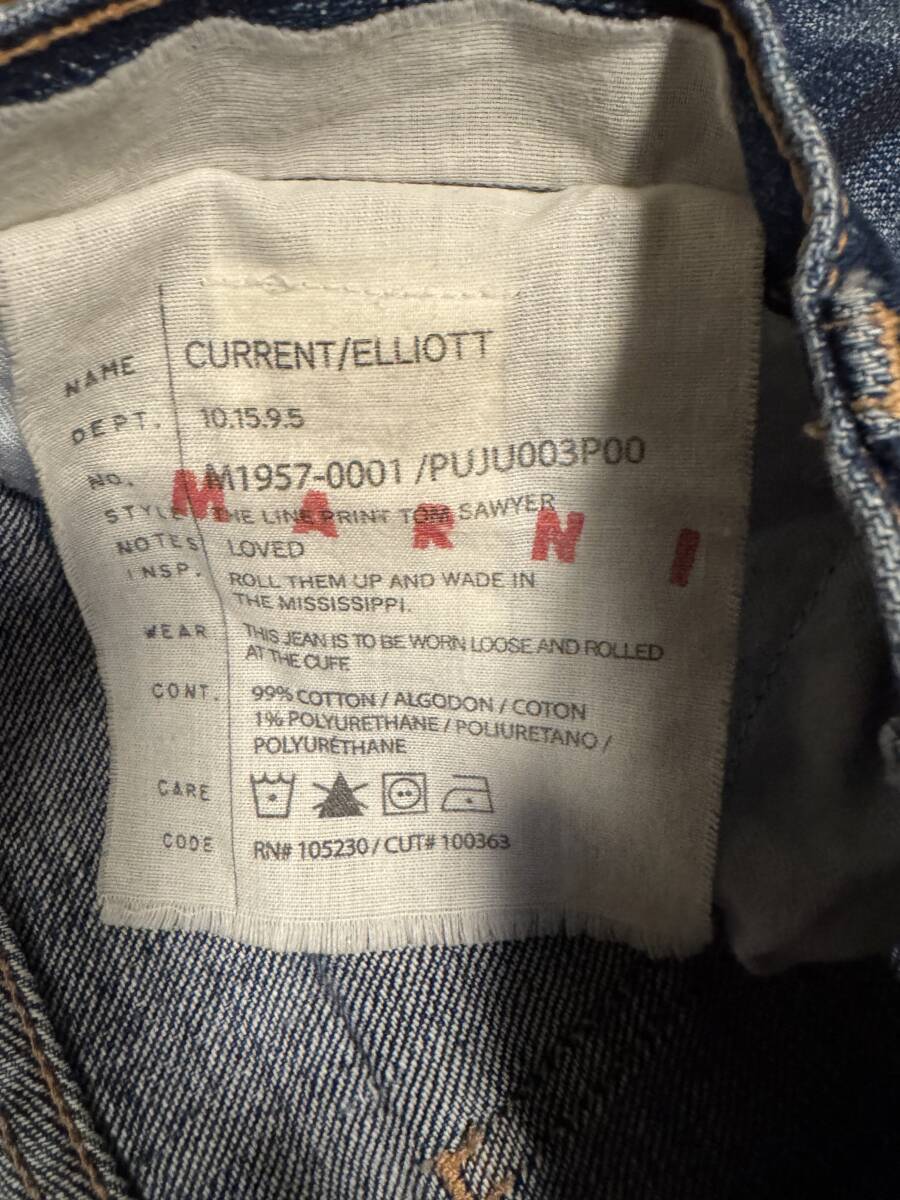 NAME CURRENT/ELLIOTT
DEPT. 10.15.9.5
NO. M1957-0001 /PUJU003P00
MARNI
STYLE THE LINE PRINT TOM SAWYER
NOTES LOVED
INSP. ROLL THEM UP AND WADE IN
THE MISSISSIPPI.
WEAR THIS JEAN IS TO BE WORN LOOSE AND ROLLED
AT THE CUFF.
CONT. 99% COTTON / ALGODON / COTON
1% POLYURETHANE / POLIURETANO /
POLYURÉTHANE
CARE
CODE RN# 105230 / CUT# 100363